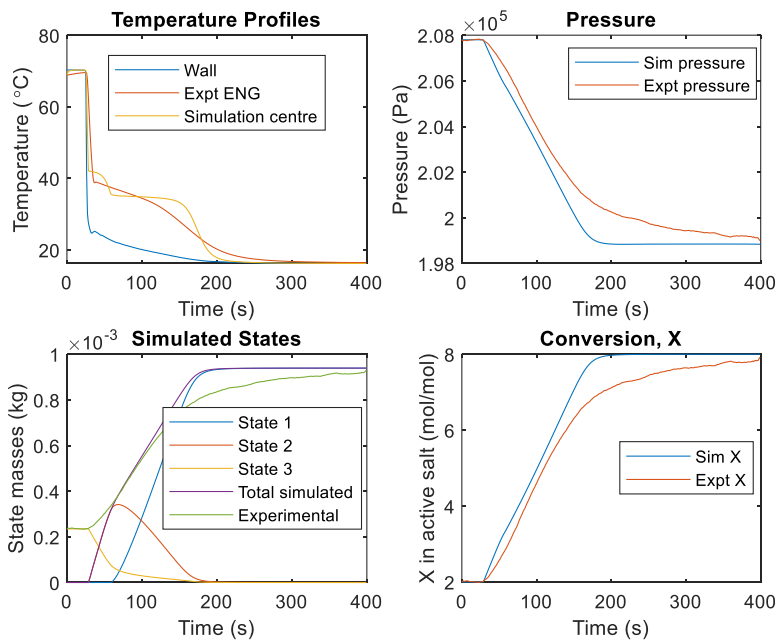 Temperature Profiles
80
60
40
20
0 100 200 300 400
Time (s)
Temperature (°C)
Wall
Expt ENG
Simulation centre
Pressure
×10⁵
2.08
2.06
2.04
2.02
1.99
1.98
0 100 200 300 400
Time (s)
Pressure (Pa)
Sim pressure
Expt pressure
Simulated States
×10⁻³
1
0.8
0.6
0.4
0.2
0
0 100 200 300 400
Time (s)
State masses (kg)
State 1
State 2
State 3
Total simulated
Experimental
Conversion, X
8
6
4
2
0 100 200 300 400
Time (s)
X in active salt (mol/mol)
Sim X
Expt X